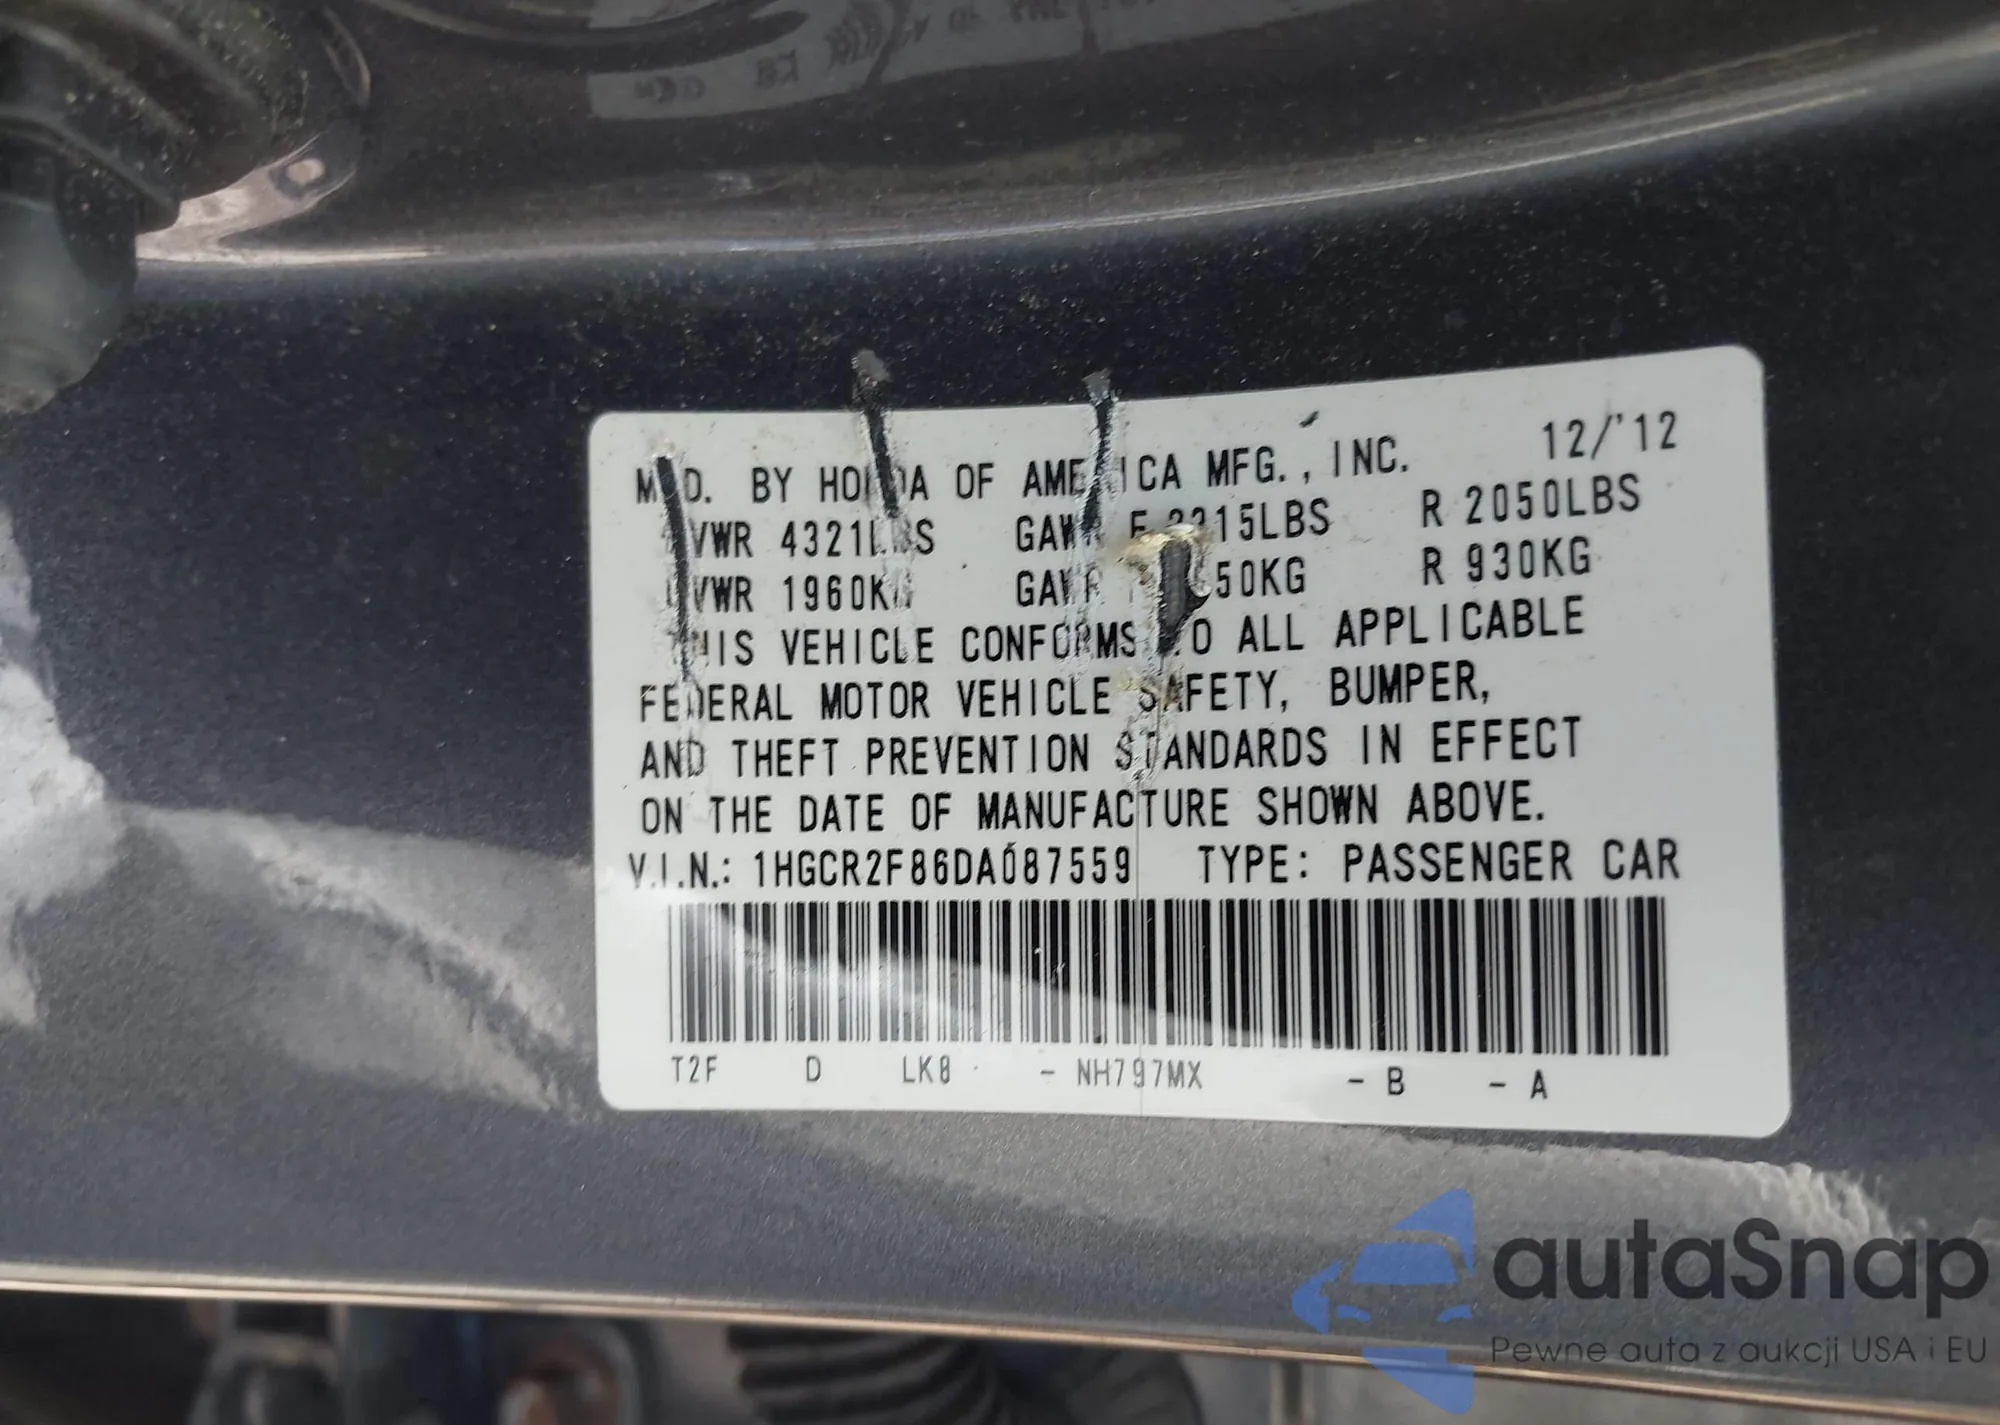 MFD. BY HONDA OF AMERICA MFG., INC. 12/'12
GVWR 4321LBS GAWR F 2315LBS R 2050LBS
GVWR 1960KG GAWR R 930KG
THIS VEHICLE CONFORMS TO ALL APPLICABLE
FEDERAL MOTOR VEHICLE SAFETY, BUMPER,
AND THEFT PREVENTION STANDARDS IN EFFECT
ON THE DATE OF MANUFACTURE SHOWN ABOVE.
V.I.N.: 1HGCR2F86DA087559 TYPE: PASSENGER CAR
T2F D LK8 - NH797MX - B - A
autaSnap
Pewne auta z aukcji USA i EU